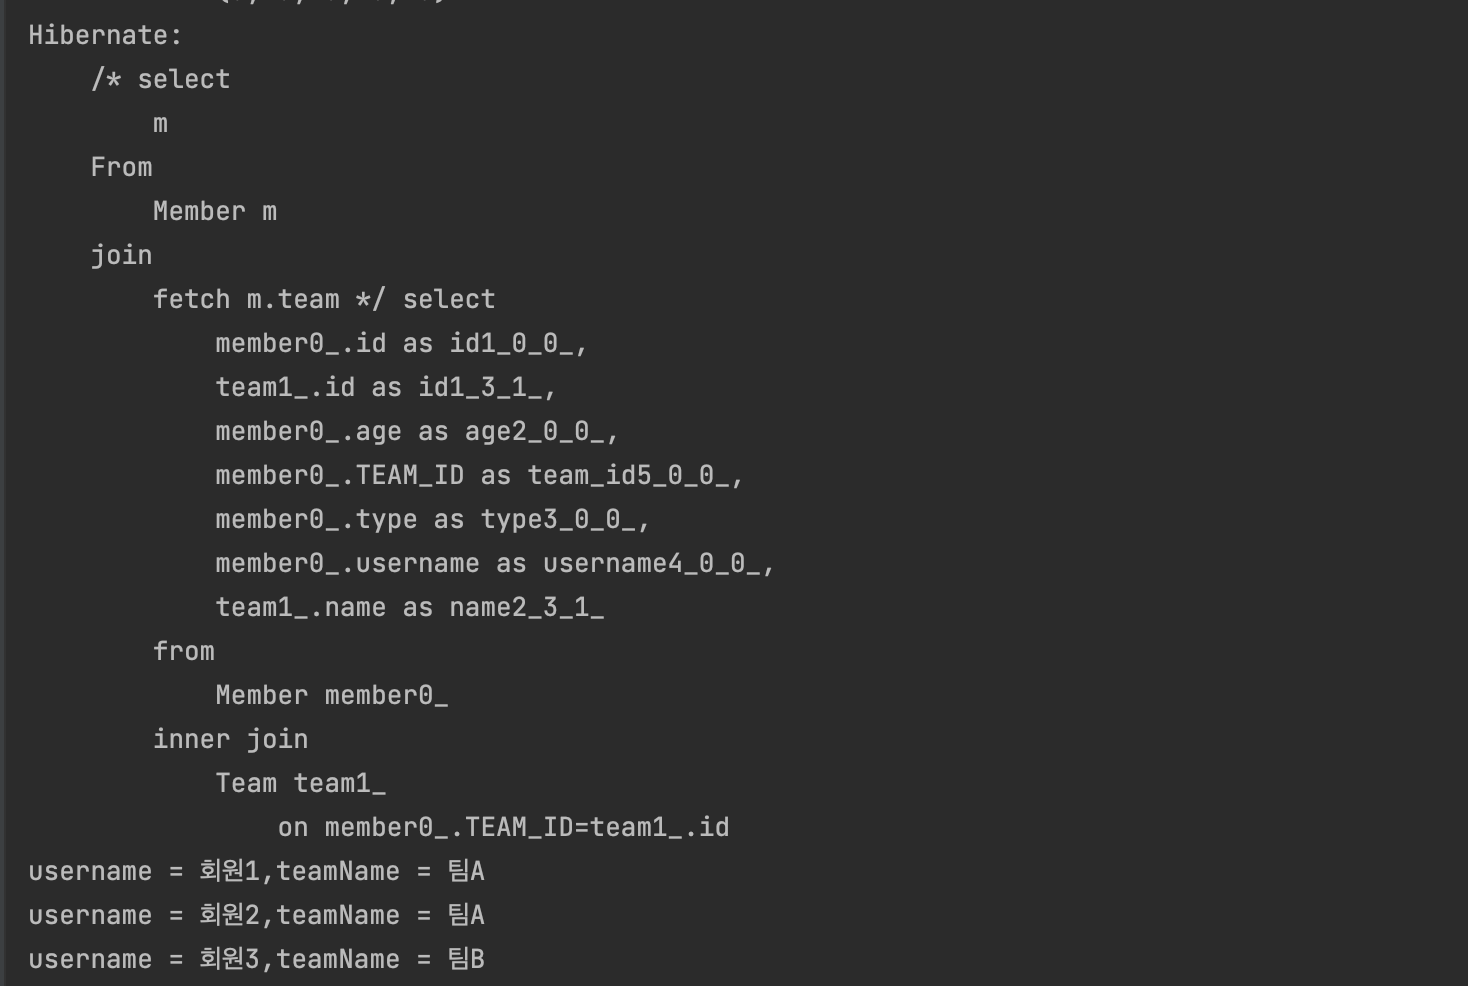 Hibernate:
/* select
m
From
Member m
join
fetch m.team */ select
member0_.id as id1_0_0_,
team1_.id as id1_3_1_,
member0_.age as age2_0_0_,
member0_.TEAM_ID as team_id5_0_0_,
member0_.type as type3_0_0_,
member0_.username as username4_0_0_,
team1_.name as name2_3_1_
from
Member member0_
inner join
Team team1_
on member0_.TEAM_ID=team1_.id
username = 회원1,teamName = 팀A
username = 회원2,teamName = 팀A
username = 회원3,teamName = 팀B